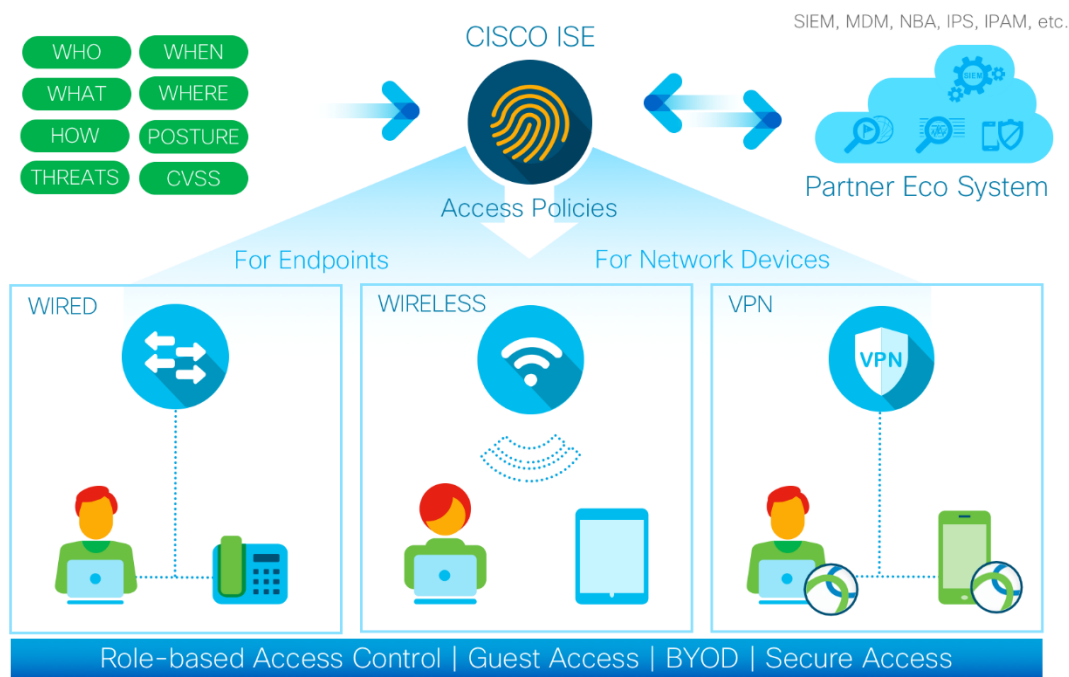 SIEM, MDM, NBA, IPS, IPAM, etc.
CISCO ISE
WHO
WHEN
WHAT
WHERE
HOW
POSTURE
THREATS
CVSS
SIEM
Partner Eco System
Access Policies
For Endpoints
For Network Devices
WIRED
WIRELESS
VPN
VPN
Role-based Access Control | Guest Access | BYOD | Secure Access